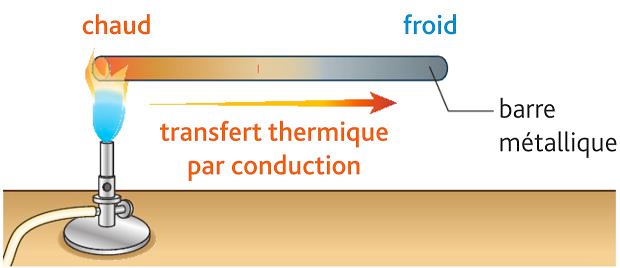 chaud
froid
transfert thermique
par conduction
barre
métallique